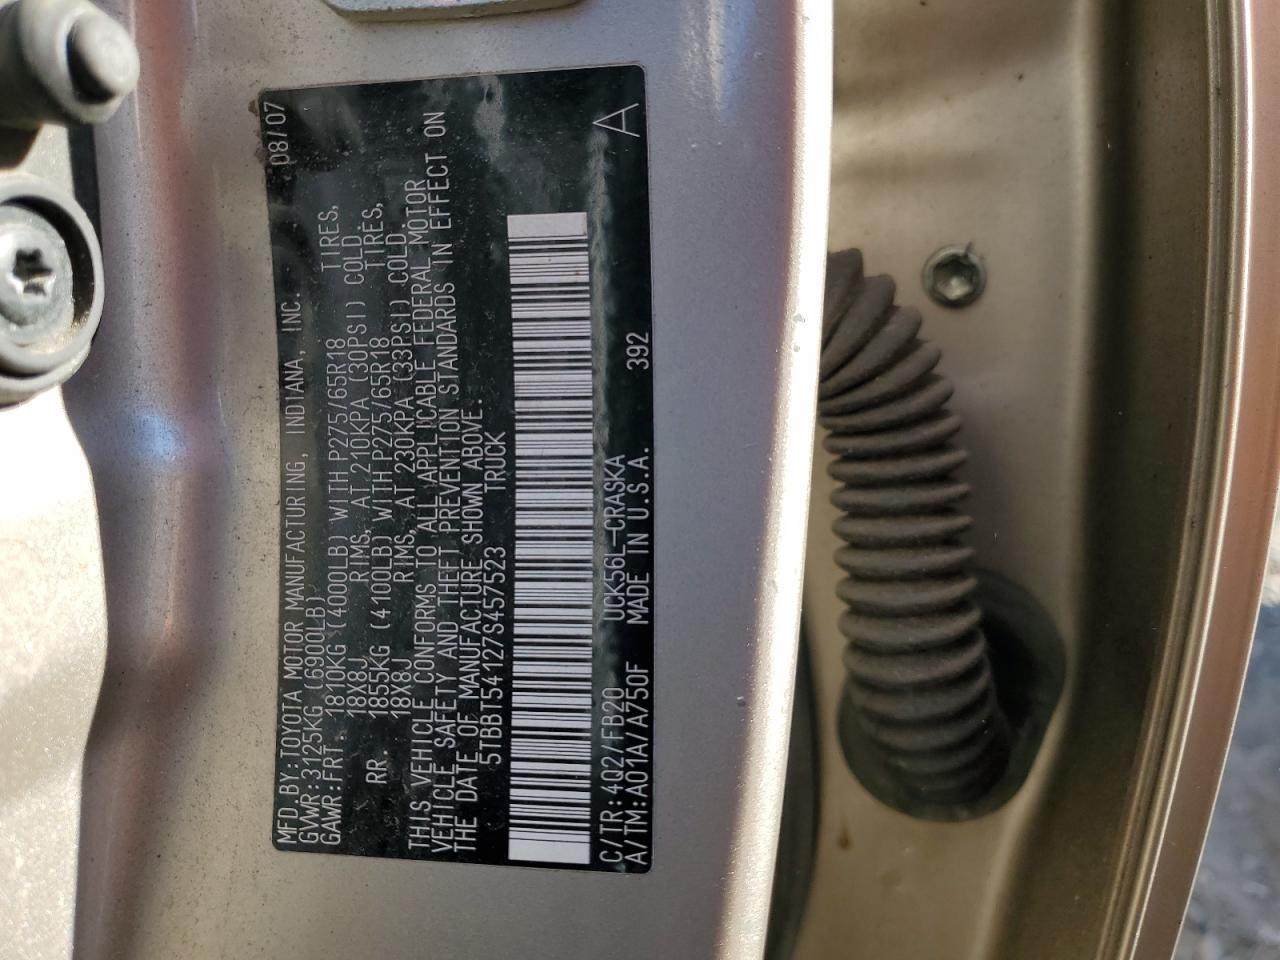 MFD.BY:TOYOTA MOTOR MANUFACTURING, INDIANA, INC. 08/07
GVWR:3125KG(6900LB)
GAWR:FRT. 1810KG (4000LB) WITH P275/65R18 TIRES,
18X8J RIMS, AT 210KPA (30PSI) COLD.
RR. 1855KG (4100LB) WITH P275/65R18 TIRES,
18X8J RIMS, AT 230KPA (33PSI) COLD.
THIS VEHICLE CONFORMS TO ALL APPLICABLE FEDERAL MOTOR
VEHICLE SAFETY AND THEFT PREVENTION STANDARDS IN EFFECT ON
THE DATE OF MANUFACTURE SHOWN ABOVE.
5TBBT54127S457523 TRUCK
C/TR:4Q2/FB20 UCK56L-CRASKA A
A/TM:A01A/A750F MADE IN U.S.A. 392